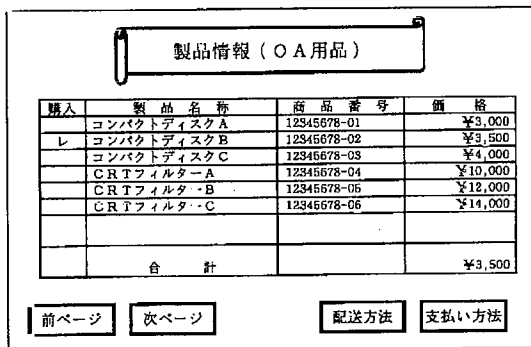 製品情報(OA用品)
購入 製品名称 商品番号 価格
コンパクトディスクA 12345678-01 ¥3,000
レ コンパクトディスクB 12345678-02 ¥3,500
コンパクトディスクC 12345678-03 ¥4,000
CRTフィルターA 12345678-04 ¥10,000
CRTフィルターB 12345678-05 ¥12,000
CRTフィルターC 12345678-06 ¥14,000
合計 ¥3,500
前ページ 次ページ 配送方法 支払い方法